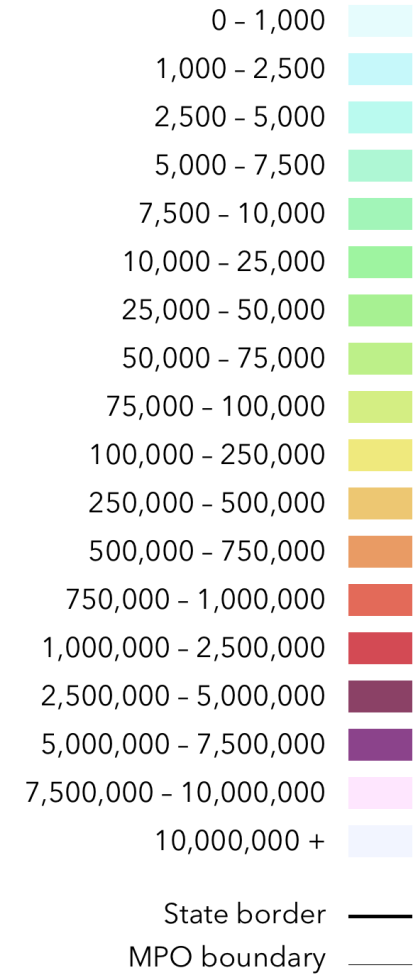 0 – 1,000
1,000 – 2,500
2,500 – 5,000
5,000 – 7,500
7,500 – 10,000
10,000 – 25,000
25,000 – 50,000
50,000 – 75,000
75,000 – 100,000
100,000 – 250,000
250,000 – 500,000
500,000 – 750,000
750,000 – 1,000,000
1,000,000 – 2,500,000
2,500,000 – 5,000,000
5,000,000 – 7,500,000
7,500,000 – 10,000,000
10,000,000 +
State border
MPO boundary